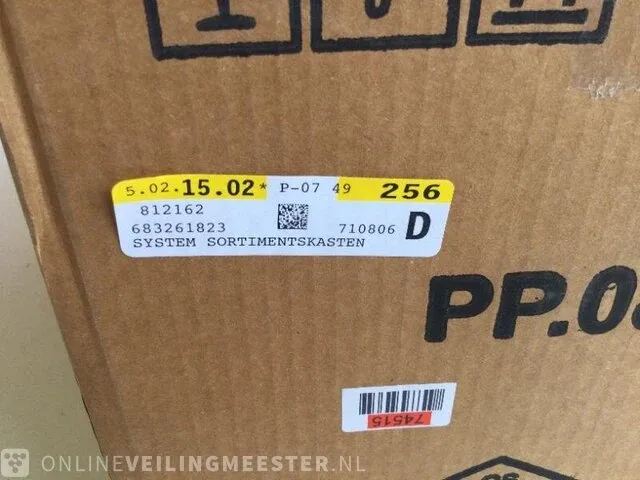 5.02.15.02* P-07 49 256
812162
683261823 710806 D
SYSTEM SORTIMENTSKASTEN
PP.0
74515
ONLINEVEILINGMEESTER.NL